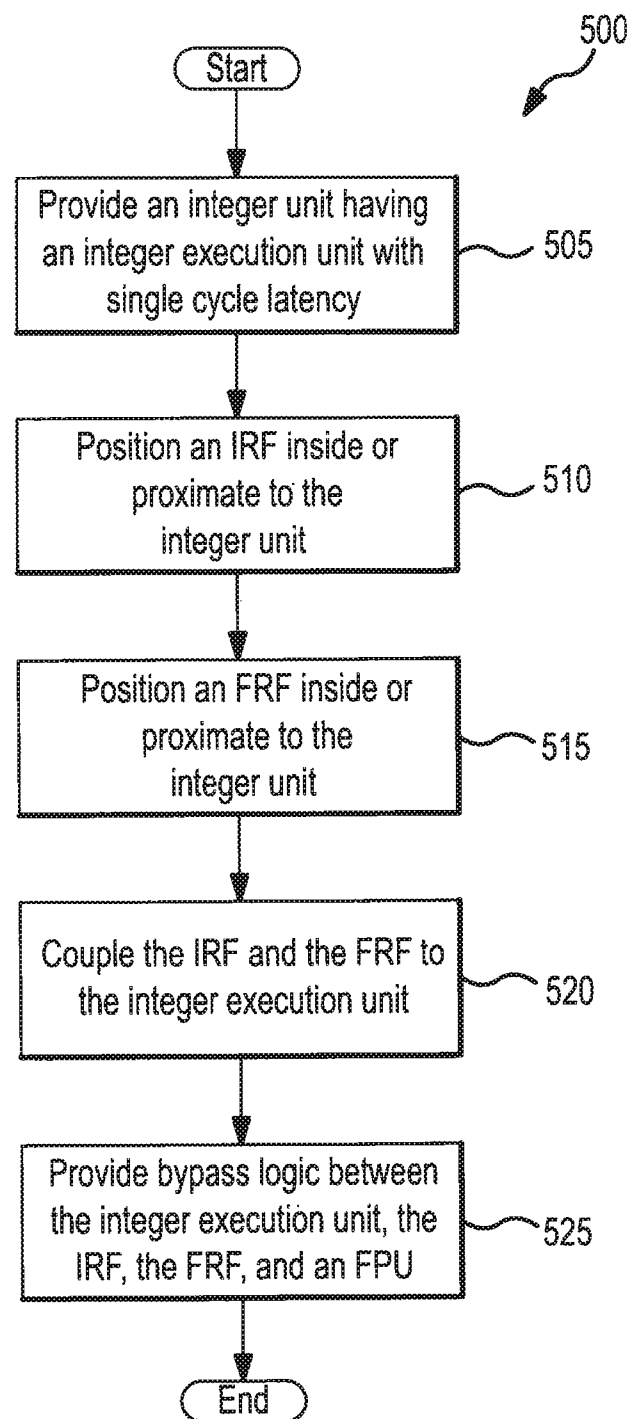 500
Start
Provide an integer unit having
an integer execution unit with
single cycle latency
505
Position an IRF inside or
proximate to the
integer unit
510
Position an FRF inside or
proximate to the
integer unit
515
Couple the IRF and the FRF to
the integer execution unit
520
Provide bypass logic between
the integer execution unit, the
IRF, the FRF, and an FPU
525
End